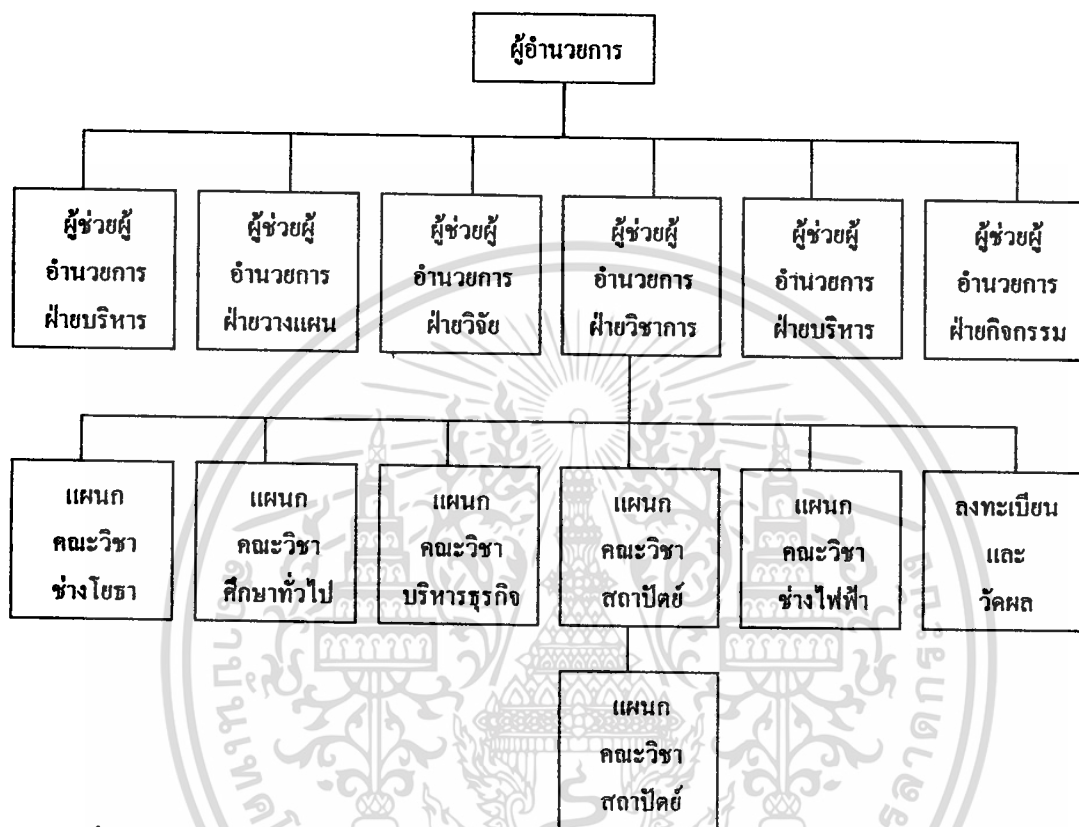 ผู้อำนวยการ
ผู้ช่วยผู้
อำนวยการ
ฝ่ายบริหาร
ผู้ช่วยผู้
อำนวยการ
ฝ่ายวางแผน
ผู้ช่วยผู้
อำนวยการ
ฝ่ายวิจัย
ผู้ช่วยผู้
อำนวยการ
ฝ่ายวิชาการ
ผู้ช่วยผู้
อำนวยการ
ฝ่ายบริหาร
ผู้ช่วยผู้
อำนวยการ
ฝ่ายกิจกรรม
แผนก
คณะวิชา
ช่างโยธา
แผนก
คณะวิชา
ศึกษาทั่วไป
แผนก
คณะวิชา
บริหารธุรกิจ
แผนก
คณะวิชา
สถาปัตย์
แผนก
คณะวิชา
ช่างไฟฟ้า
ลงทะเบียน
และ
วัดผล
แผนก
คณะวิชา
สถาปัตย์